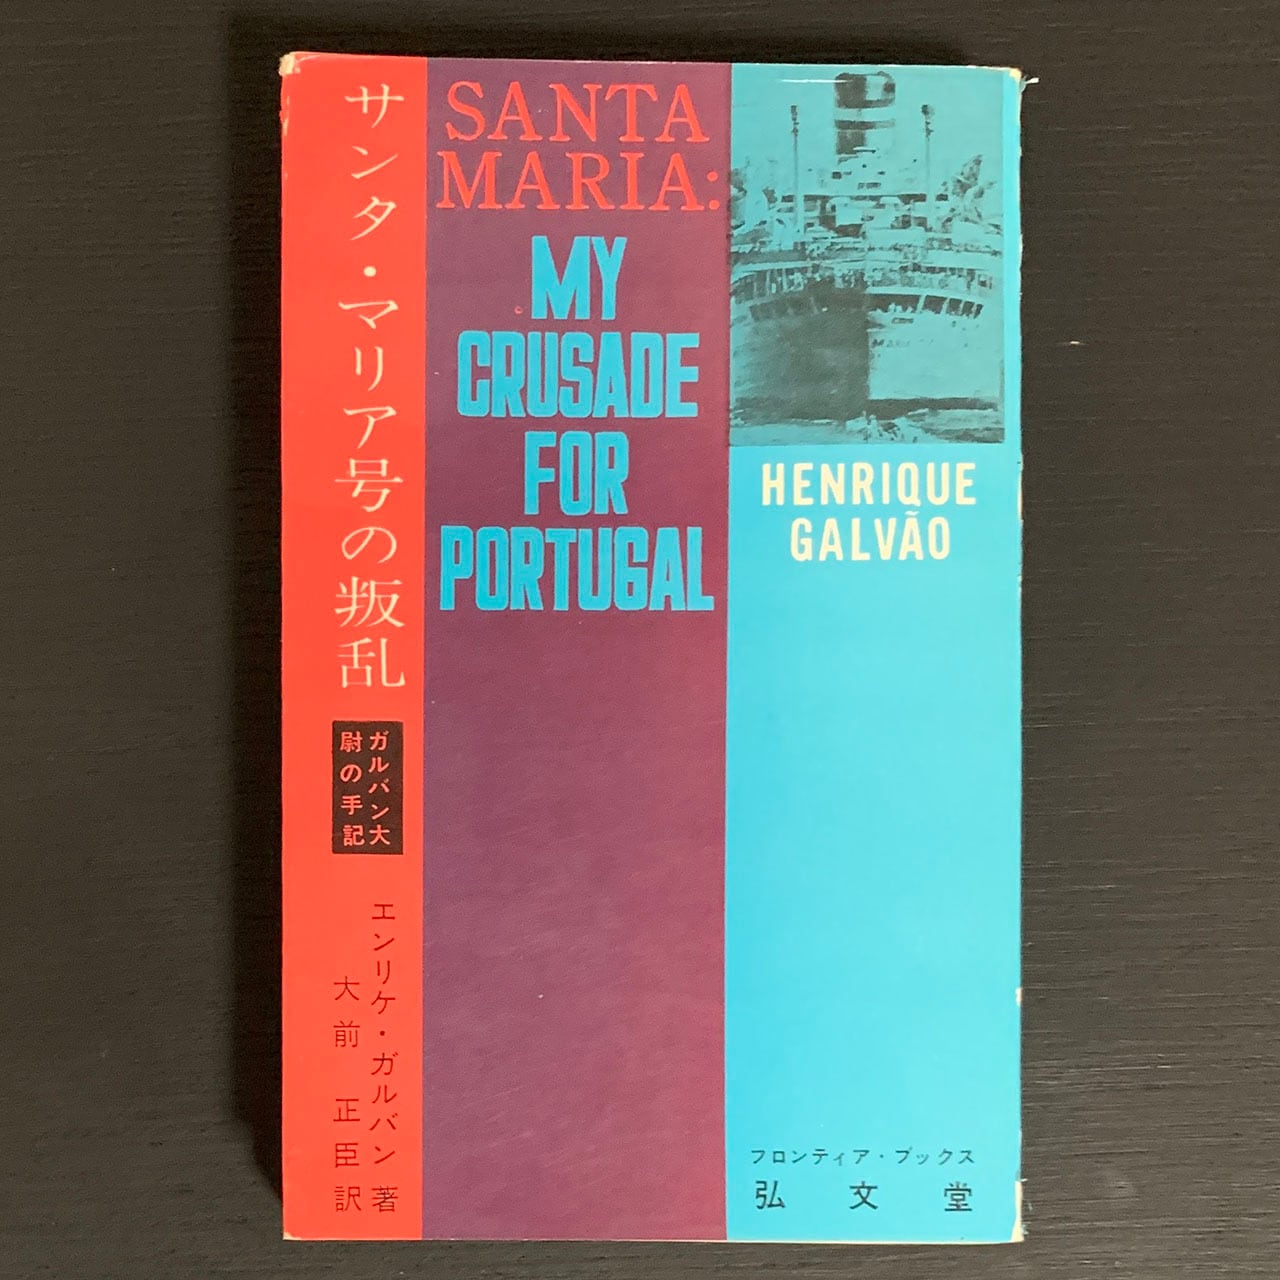 サンタ・マリア号の叛乱
ガルバン大
尉の手記
エンリケ・ガルバン 著
大前 正臣 訳
SANTA
MARIA:
MY
CRUSADE
FOR
PORTUGAL
HENRIQUE
GALVÃO
フロンティア・ブックス
弘文堂